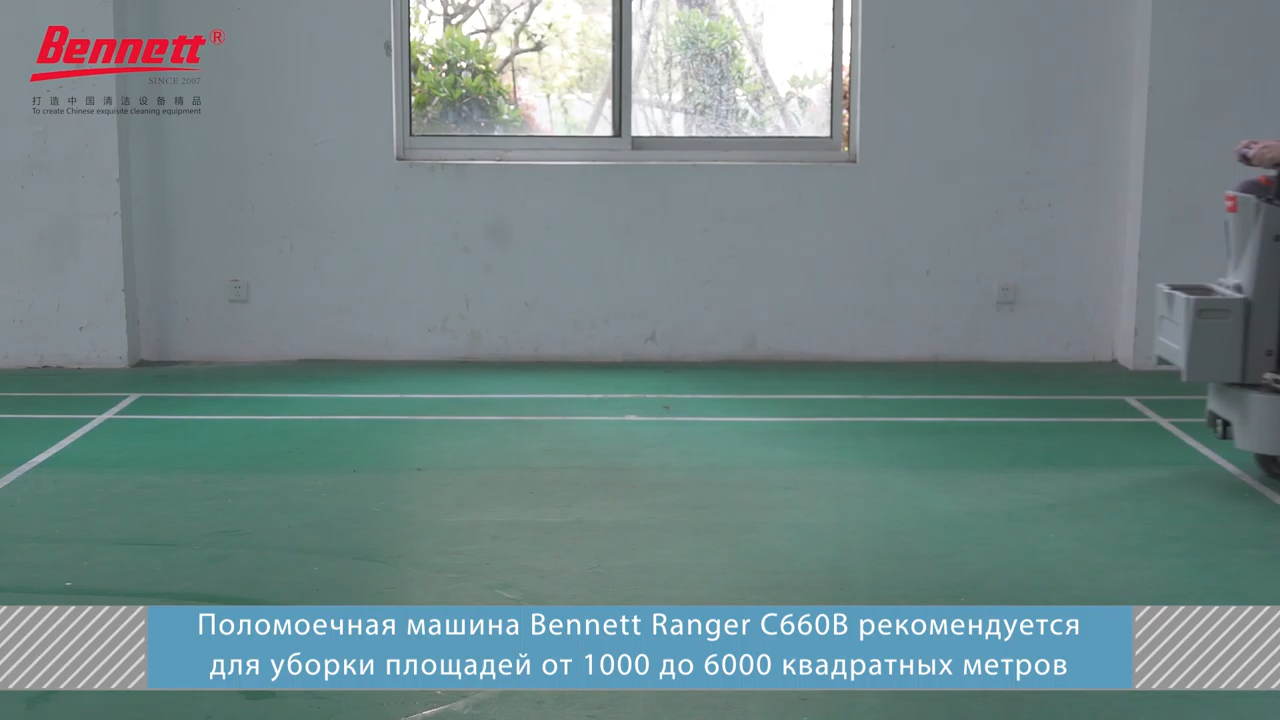 Bennett®
SINCE 2007
打造中国清洁设备精品
To create Chinese exquisite cleaning equipment
Поломоечная машина Bennett Ranger C660B рекомендуется
для уборки площадей от 1000 до 6000 квадратных метров